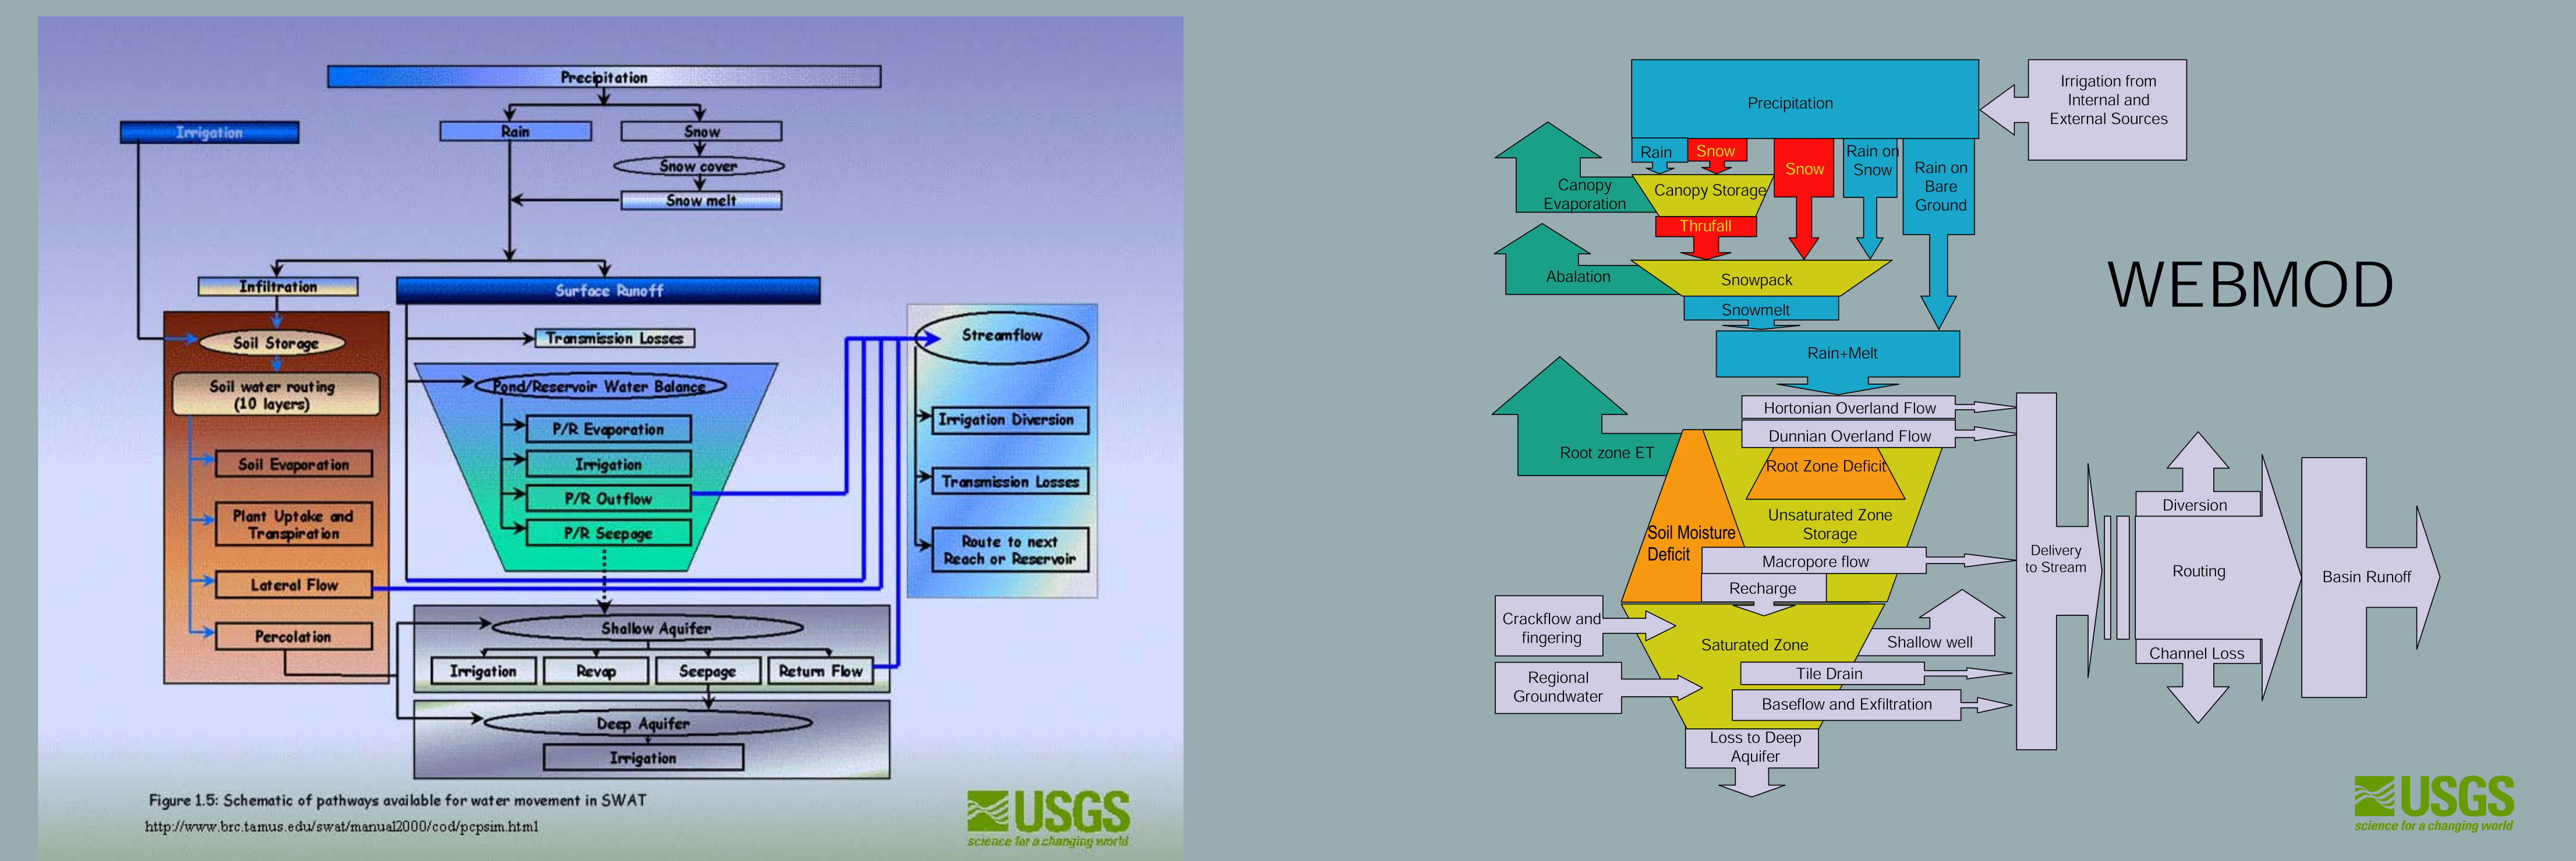 Precipitation
Irrigation
Rain
Snow
Snow cover
Snow melt
Infiltration
Surface Runoff
Soil Storage
Soil water routing
(10 layers)
Soil Evaporation
Plant Uptake and
Transpiration
Lateral Flow
Percolation
Transmission Losses
Pond/Reservoir Water Balance
P/R Evaporation
Irrigation
P/R Outflow
P/R Seepage
Shallow Aquifer
Irrigation
Revap
Seepage
Return Flow
Deep Aquifer
Irrigation
Streamflow
Irrigation Diversion
Transmission Losses
Route to next
Reach or Reservoir
Figure 1.5: Schematic of pathways available for water movement in SWAT
http://www.brc.tamus.edu/swat/manual2000/cod/pcpsim.html
USGS
science for a changing world
Precipitation
Irrigation from
Internal and
External Sources
Rain
Snow
Snow
Rain on
Snow
Rain on
Bare
Ground
Canopy
Evaporation
Canopy Storage
Thrufall
Abalation
Snowpack
Snowmelt
Rain+Melt
WEBMOD
Hortonian Overland Flow
Dunnian Overland Flow
Root zone ET
Root Zone Deficit
Unsaturated Zone
Storage
Soil Moisture
Deficit
Macropore flow
Recharge
Crackflow and
fingering
Saturated Zone
Shallow well
Regional
Groundwater
Tile Drain
Baseflow and Exfiltration
Loss to Deep
Aquifer
Delivery
to Stream
Diversion
Routing
Channel Loss
Basin Runoff
USGS
science for a changing world